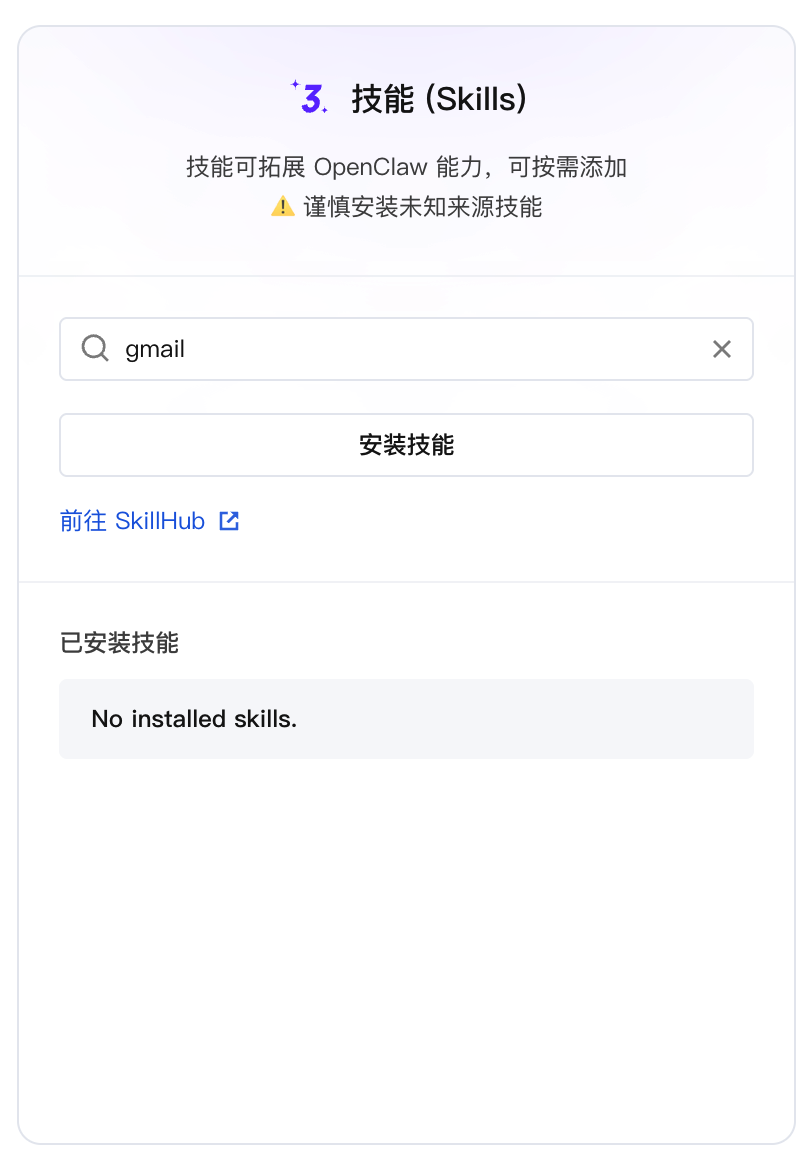 3. 技能 (Skills)
技能可拓展 OpenClaw 能力，可按需添加
⚠️ 谨慎安装未知来源技能
gmail
安装技能
前往 SkillHub
已安装技能
No installed skills.